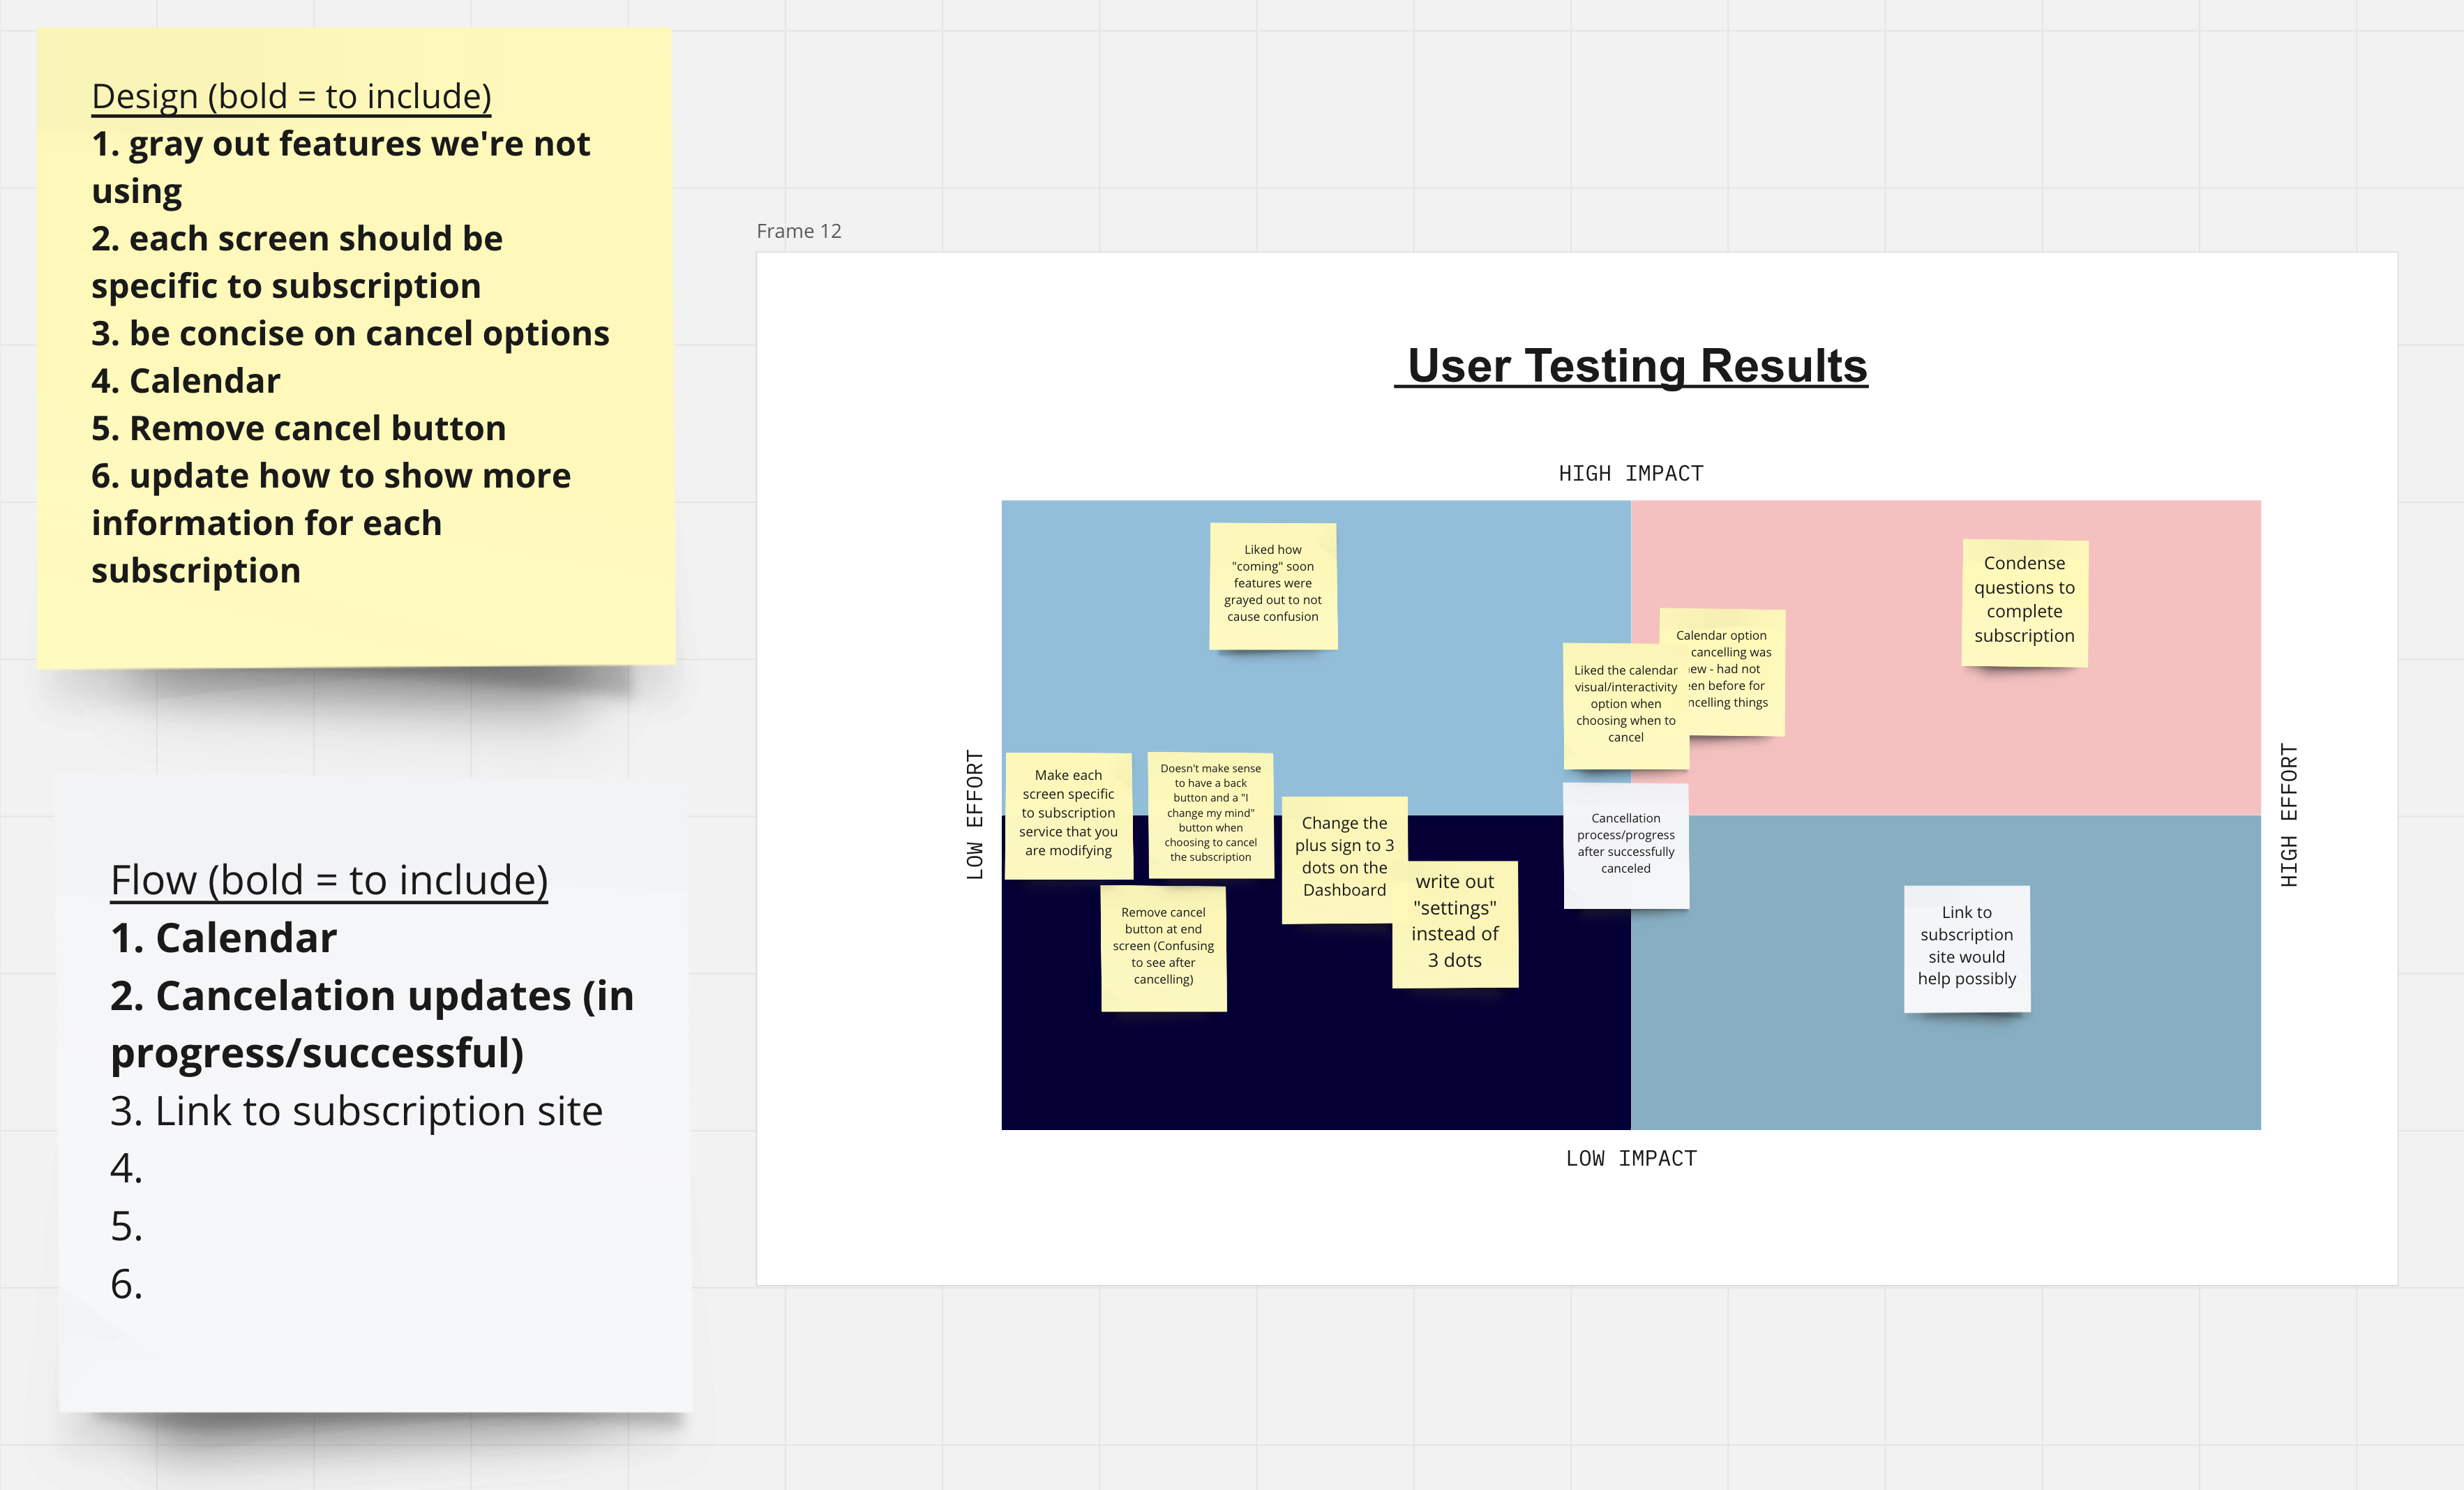 Design (bold = to include)
1. gray out features we're not
using
2. each screen should be
specific to subscription
3. be concise on cancel options
4. Calendar
5. Remove cancel button
6. update how to show more
information for each
subscription
Flow (bold = to include)
1. Calendar
2. Cancelation updates (in
progress/successful)
3. Link to subscription site
4.
5.
6.
Frame 12
User Testing Results
HIGH IMPACT
LOW EFFORT
HIGH EFFORT
LOW IMPACT
Liked how
"coming" soon
features were
grayed out to not
cause confusion
Condense
questions to
complete
subscription
Calendar option
cancelling was
- had not
before for
things
Liked the calendar
visual/interactivity
option when
choosing when to
cancel
Make each
screen specific
to subscription
service that you
are modifying
Doesn't make sense
to have a back
button and a "I
change my mind"
button when
choosing to cancel
the subscription
Change the
plus sign to 3
dots on the
Dashboard
write out
"settings"
instead of
3 dots
Remove cancel
button at end
screen (Confusing
to see after
cancelling)
Cancellation
process/progress
after successfully
canceled
Link to
subscription
site would
help possibly